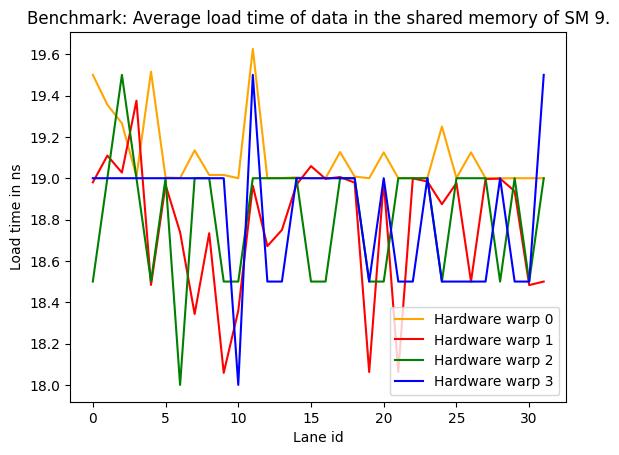 Benchmark: Average load time of data in the shared memory of SM 9.
Load time in ns
19.6
19.4
19.2
19.0
18.8
18.6
18.4
18.2
18.0
Hardware warp 0
Hardware warp 1
Hardware warp 2
Hardware warp 3
0
5
10
15
20
25
30
Lane id